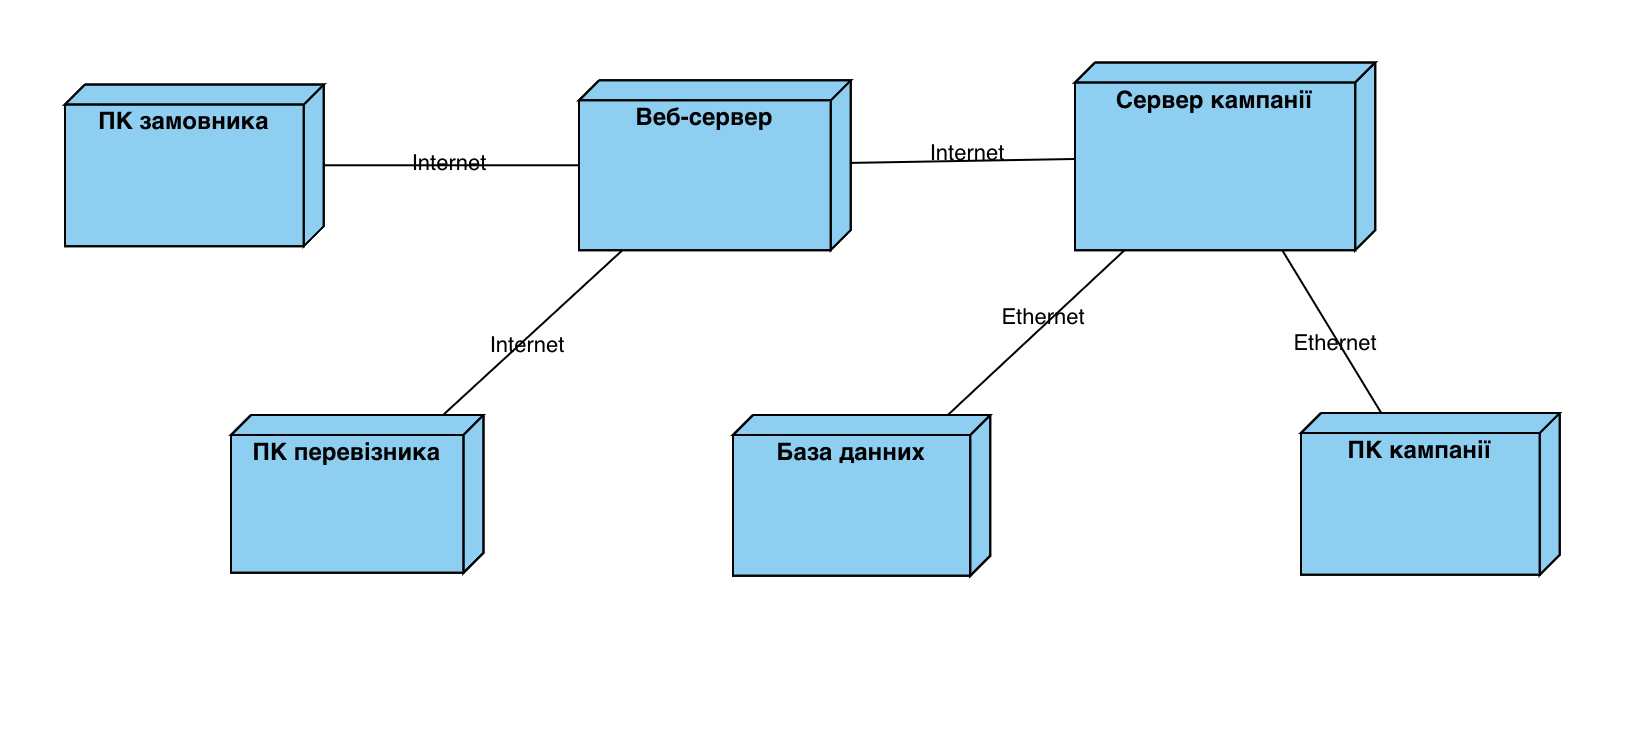 ПК замовника
Internet
Веб-сервер
Internet
Сервер кампанії
Internet
Ethernet
Ethernet
ПК перевізника
База данних
ПК кампанії